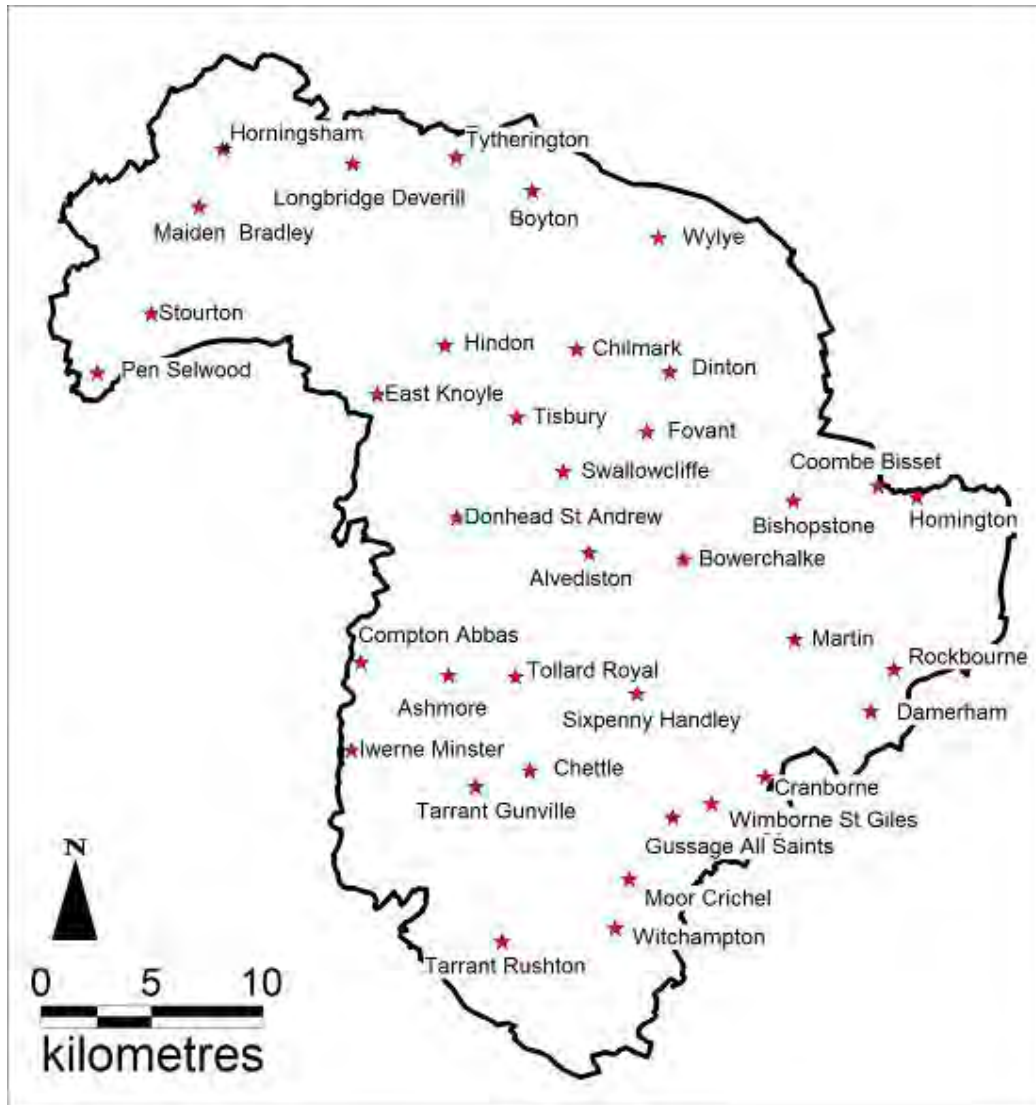 Horningsham
Tytherington
Longbridge Deverill
Boyton
Maiden Bradley
Wylye
Stourton
Hindon
Chilmark
Pen Selwood
Dinton
East Knoyle
Tisbury
Fovant
Coombe Bisset
Swallowcliffe
Donhead St Andrew
Bishopstone
Homington
Alvediston
Bowerchalke
Compton Abbas
Martin
Rockbourne
Tollard Royal
Ashmore
Sixpenny Handley
Damerham
Iwerne Minster
Chettle
Cranborne
Tarrant Gunville
Wimborne St Giles
Gussage All Saints
N
Moor Crichel
Witchampton
Tarrant Rushton
0 5 10
kilometres